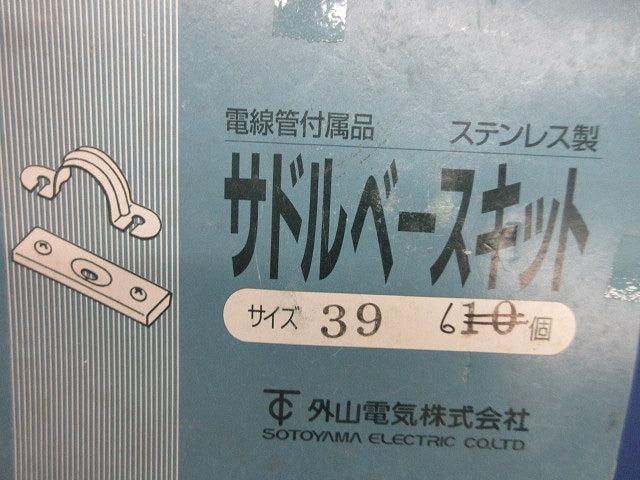 電線管付属品 ステンレス製
サドルベースキット
サイズ 39 6 10 個
外山電気株式会社
SOTOYAMA ELECTRIC CO.LTD